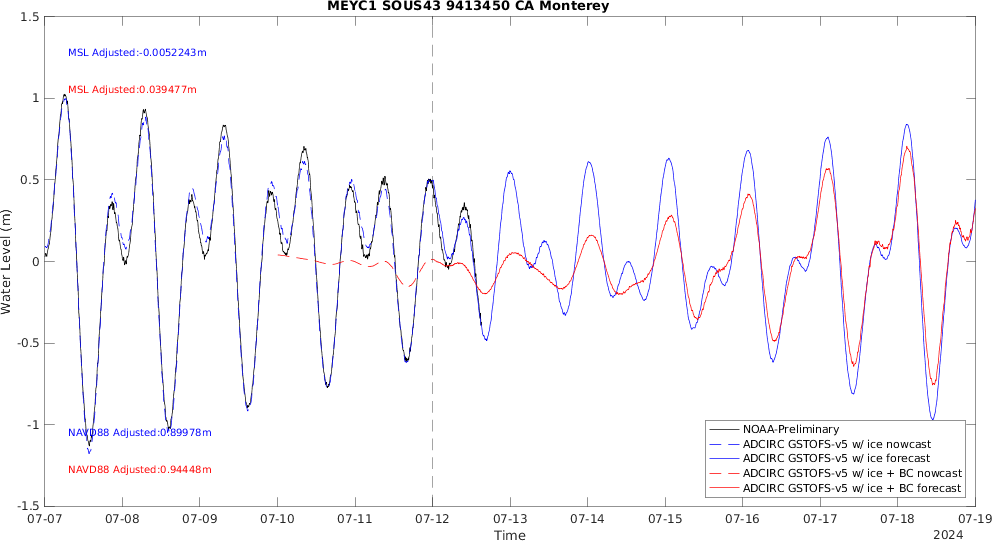 MEYC1 SOUS43 9413450 CA Monterey
Water Level (m)
1.5
1
0.5
0
-0.5
-1
-1.5
MSL Adjusted:-0.0052243m
MSL Adjusted:0.039477m
NAVD88 Adjusted:0.89978m
NAVD88 Adjusted:0.94448m
NOAA-Preliminary
ADCIRC GSTOFS-v5 w/ ice nowcast
ADCIRC GSTOFS-v5 w/ ice forecast
ADCIRC GSTOFS-v5 w/ ice + BC nowcast
ADCIRC GSTOFS-v5 w/ ice + BC forecast
07-07 07-08 07-09 07-10 07-11 07-12 07-13 07-14 07-15 07-16 07-17 07-18 07-19
Time
2024